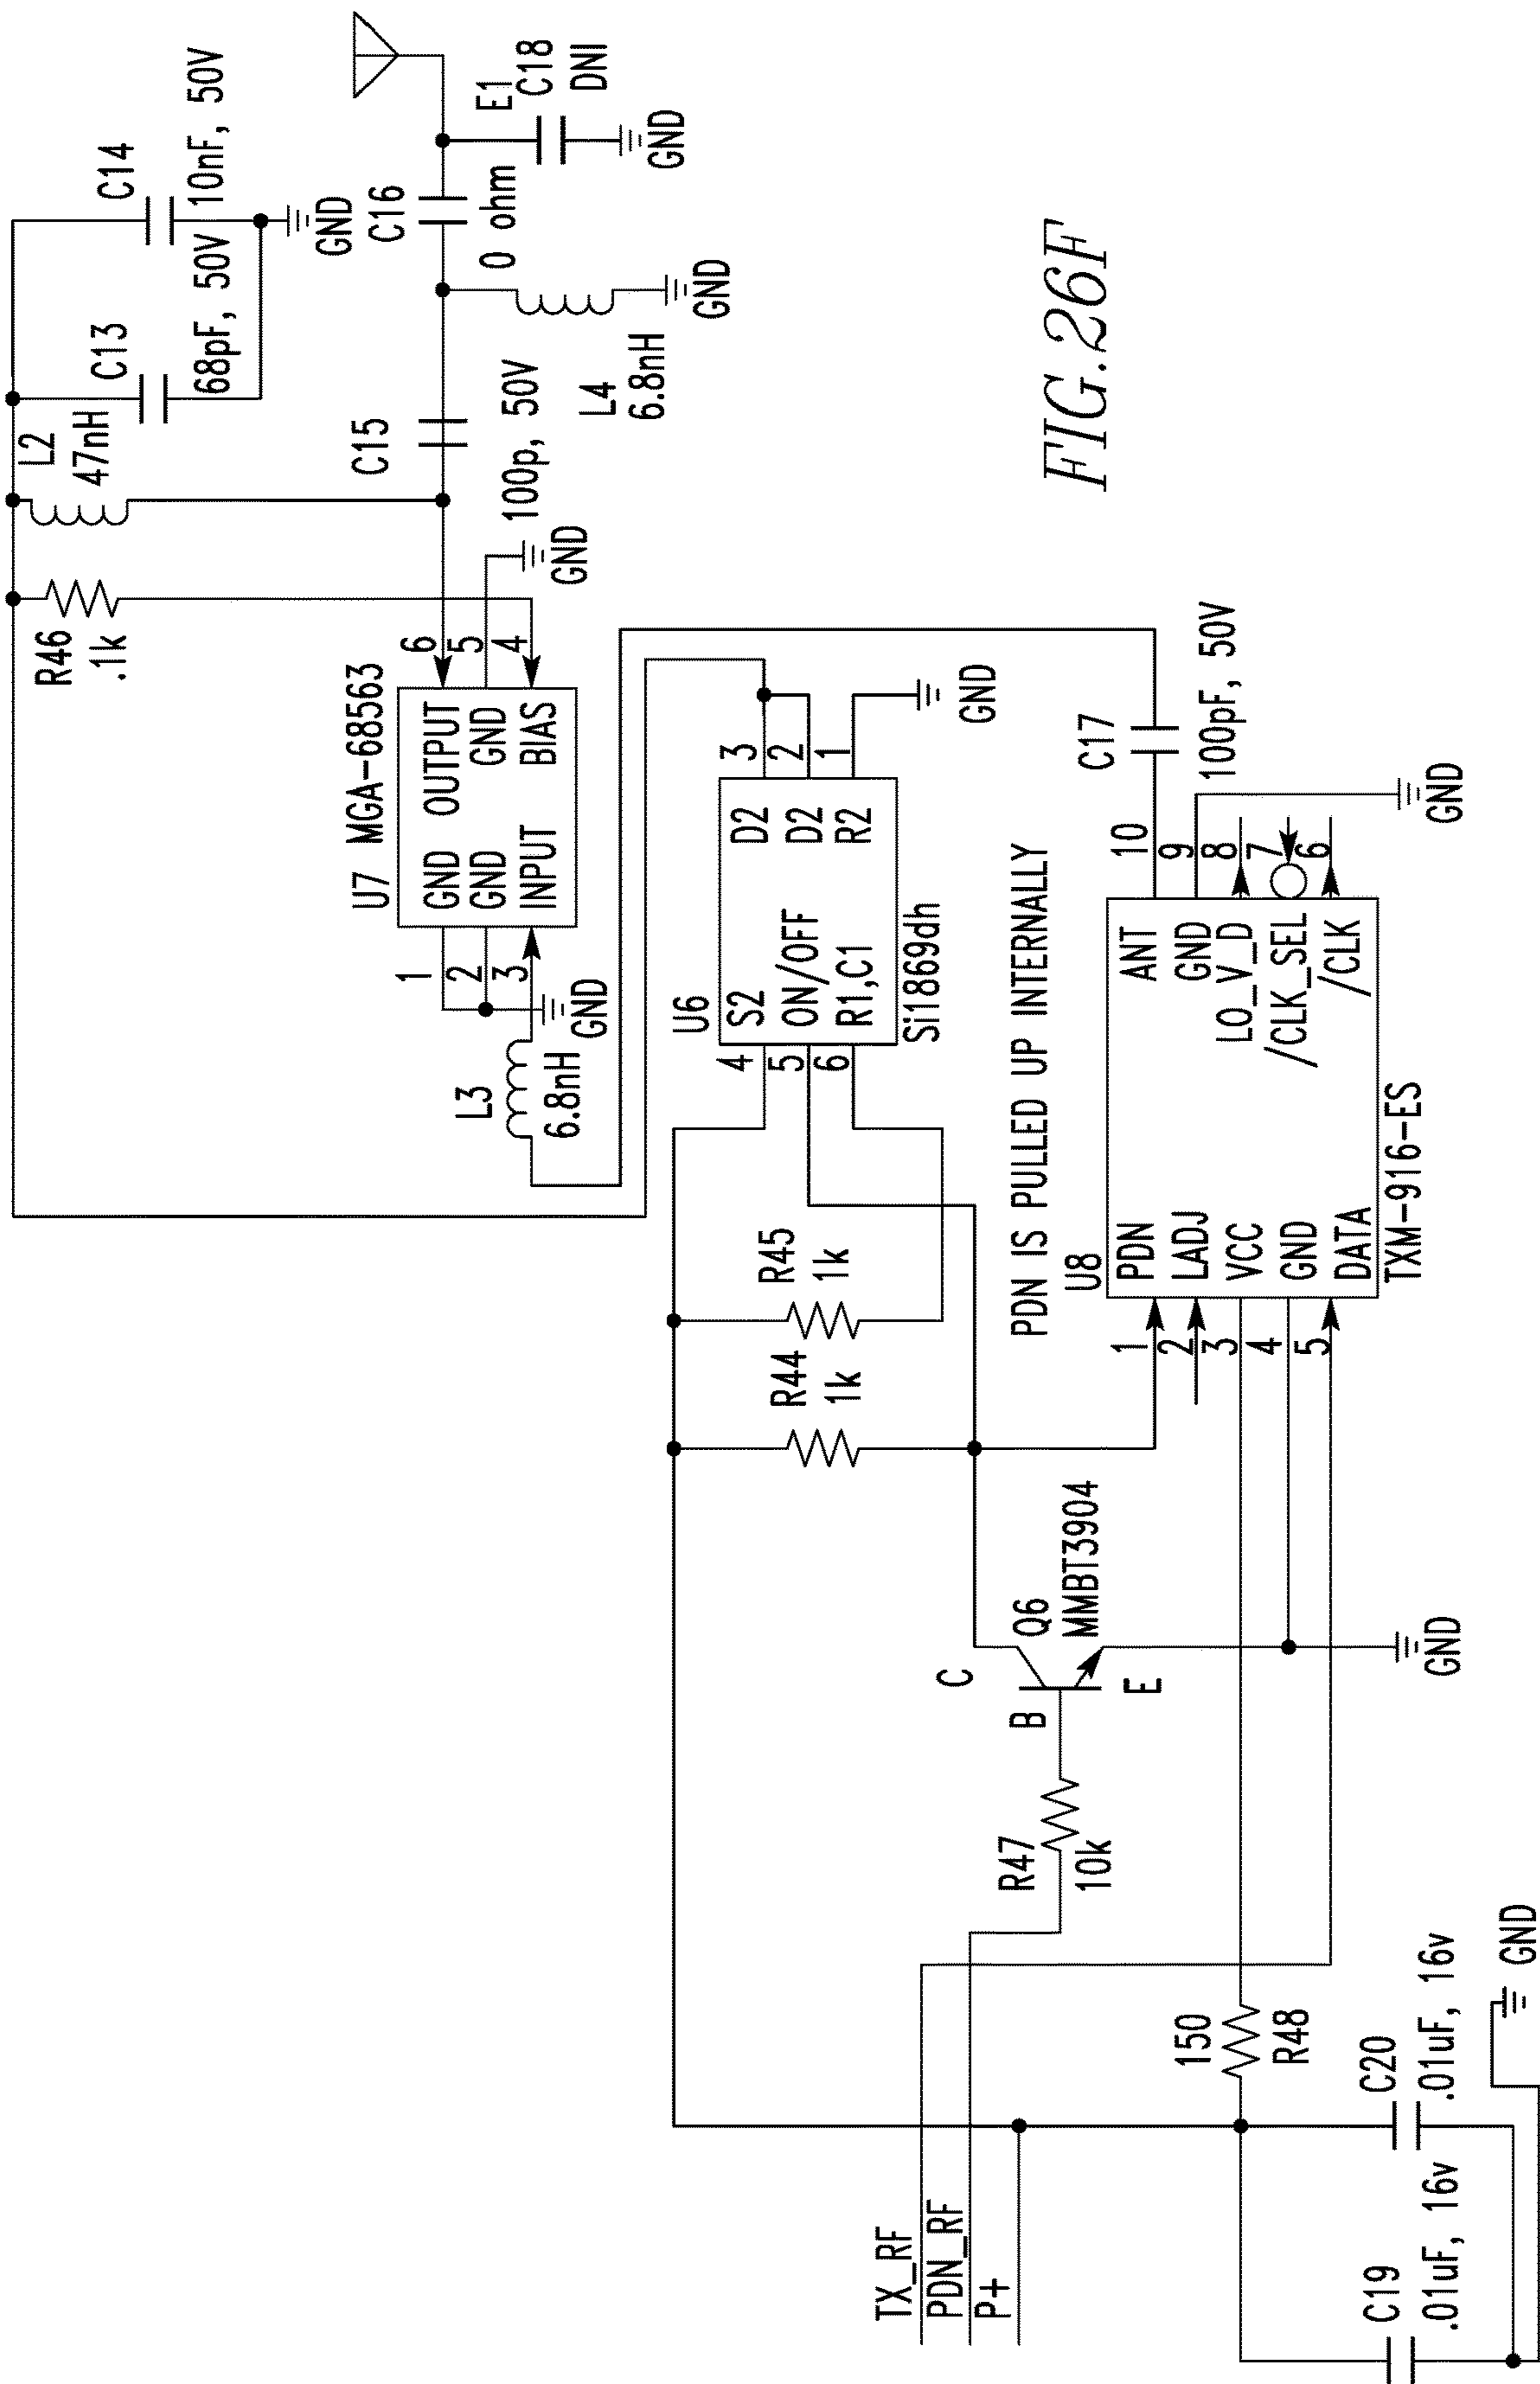 C14
10nF, 50V
GND
C13
68pF, 50V
L2
47nH
R46
.1k
E1
C18
DNI
GND
C16
0 ohm
C15
100p, 50V
L4
6.8nH
GND
U7 MGA-68563
GND OUTPUT
GND GND
INPUT BIAS
1
2
3
6
5
4
GND
GND
L3
6.8nH
U6
S2 D2
ON/OFF D2
R1,C1 R2
Si1869dh
4
5
6
3
2
1
GND
R45
1k
R44
1k
PDN IS PULLED UP INTERNALLY
U8
PDN ANT
LADJ GND
VCC LO_V_D
GND /CLK_SEL
DATA /CLK
TXM-916-ES
1
2
3
4
5
10
9
8
7
6
C17
100pF, 50V
GND
Q6
MMBT3904
C
B
E
GND
R47
10k
TX_RF
PDN_RF
P+
150
R48
C20
.01uF, 16v
C19
.01uF, 16v
GND
FIG.26F